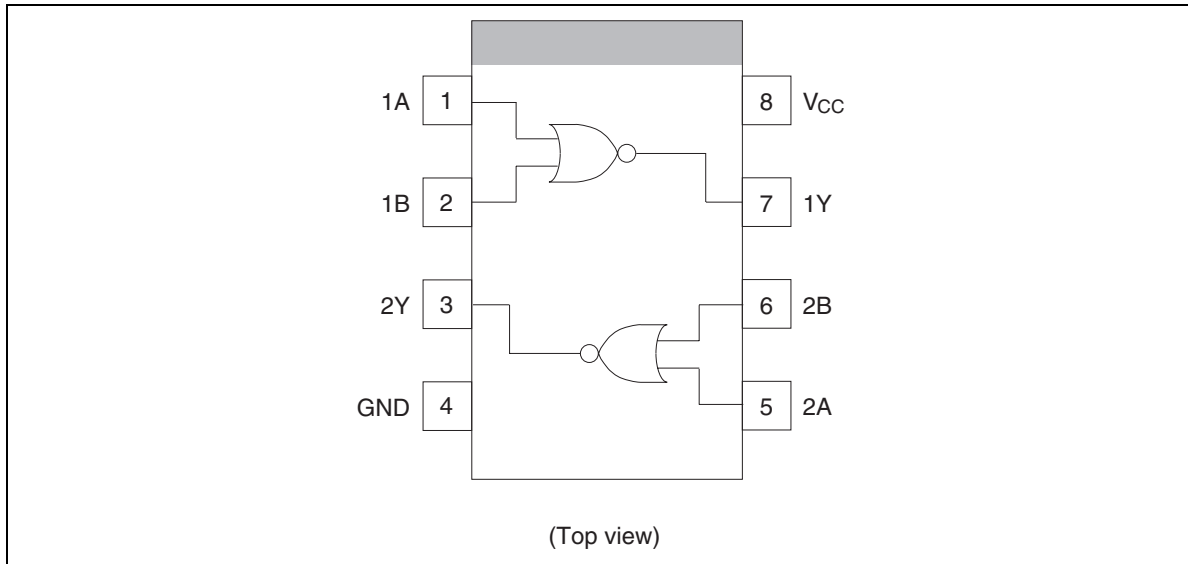 1A 1 8 VCC
1B 2 7 1Y
2Y 3 6 2B
GND 4 5 2A
(Top view)